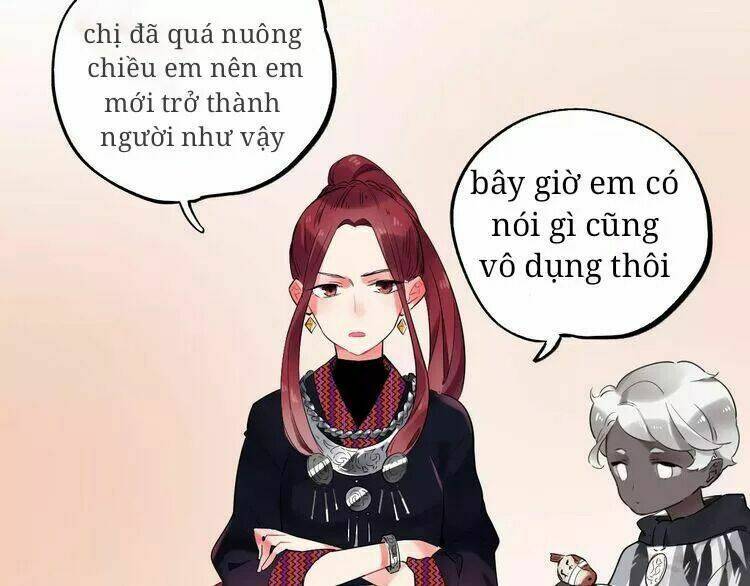 chị đã quá nuông
chiều em nên em
mới trở thành
người như vậy
bây giờ em có
nói gì cũng
vô dụng thôi